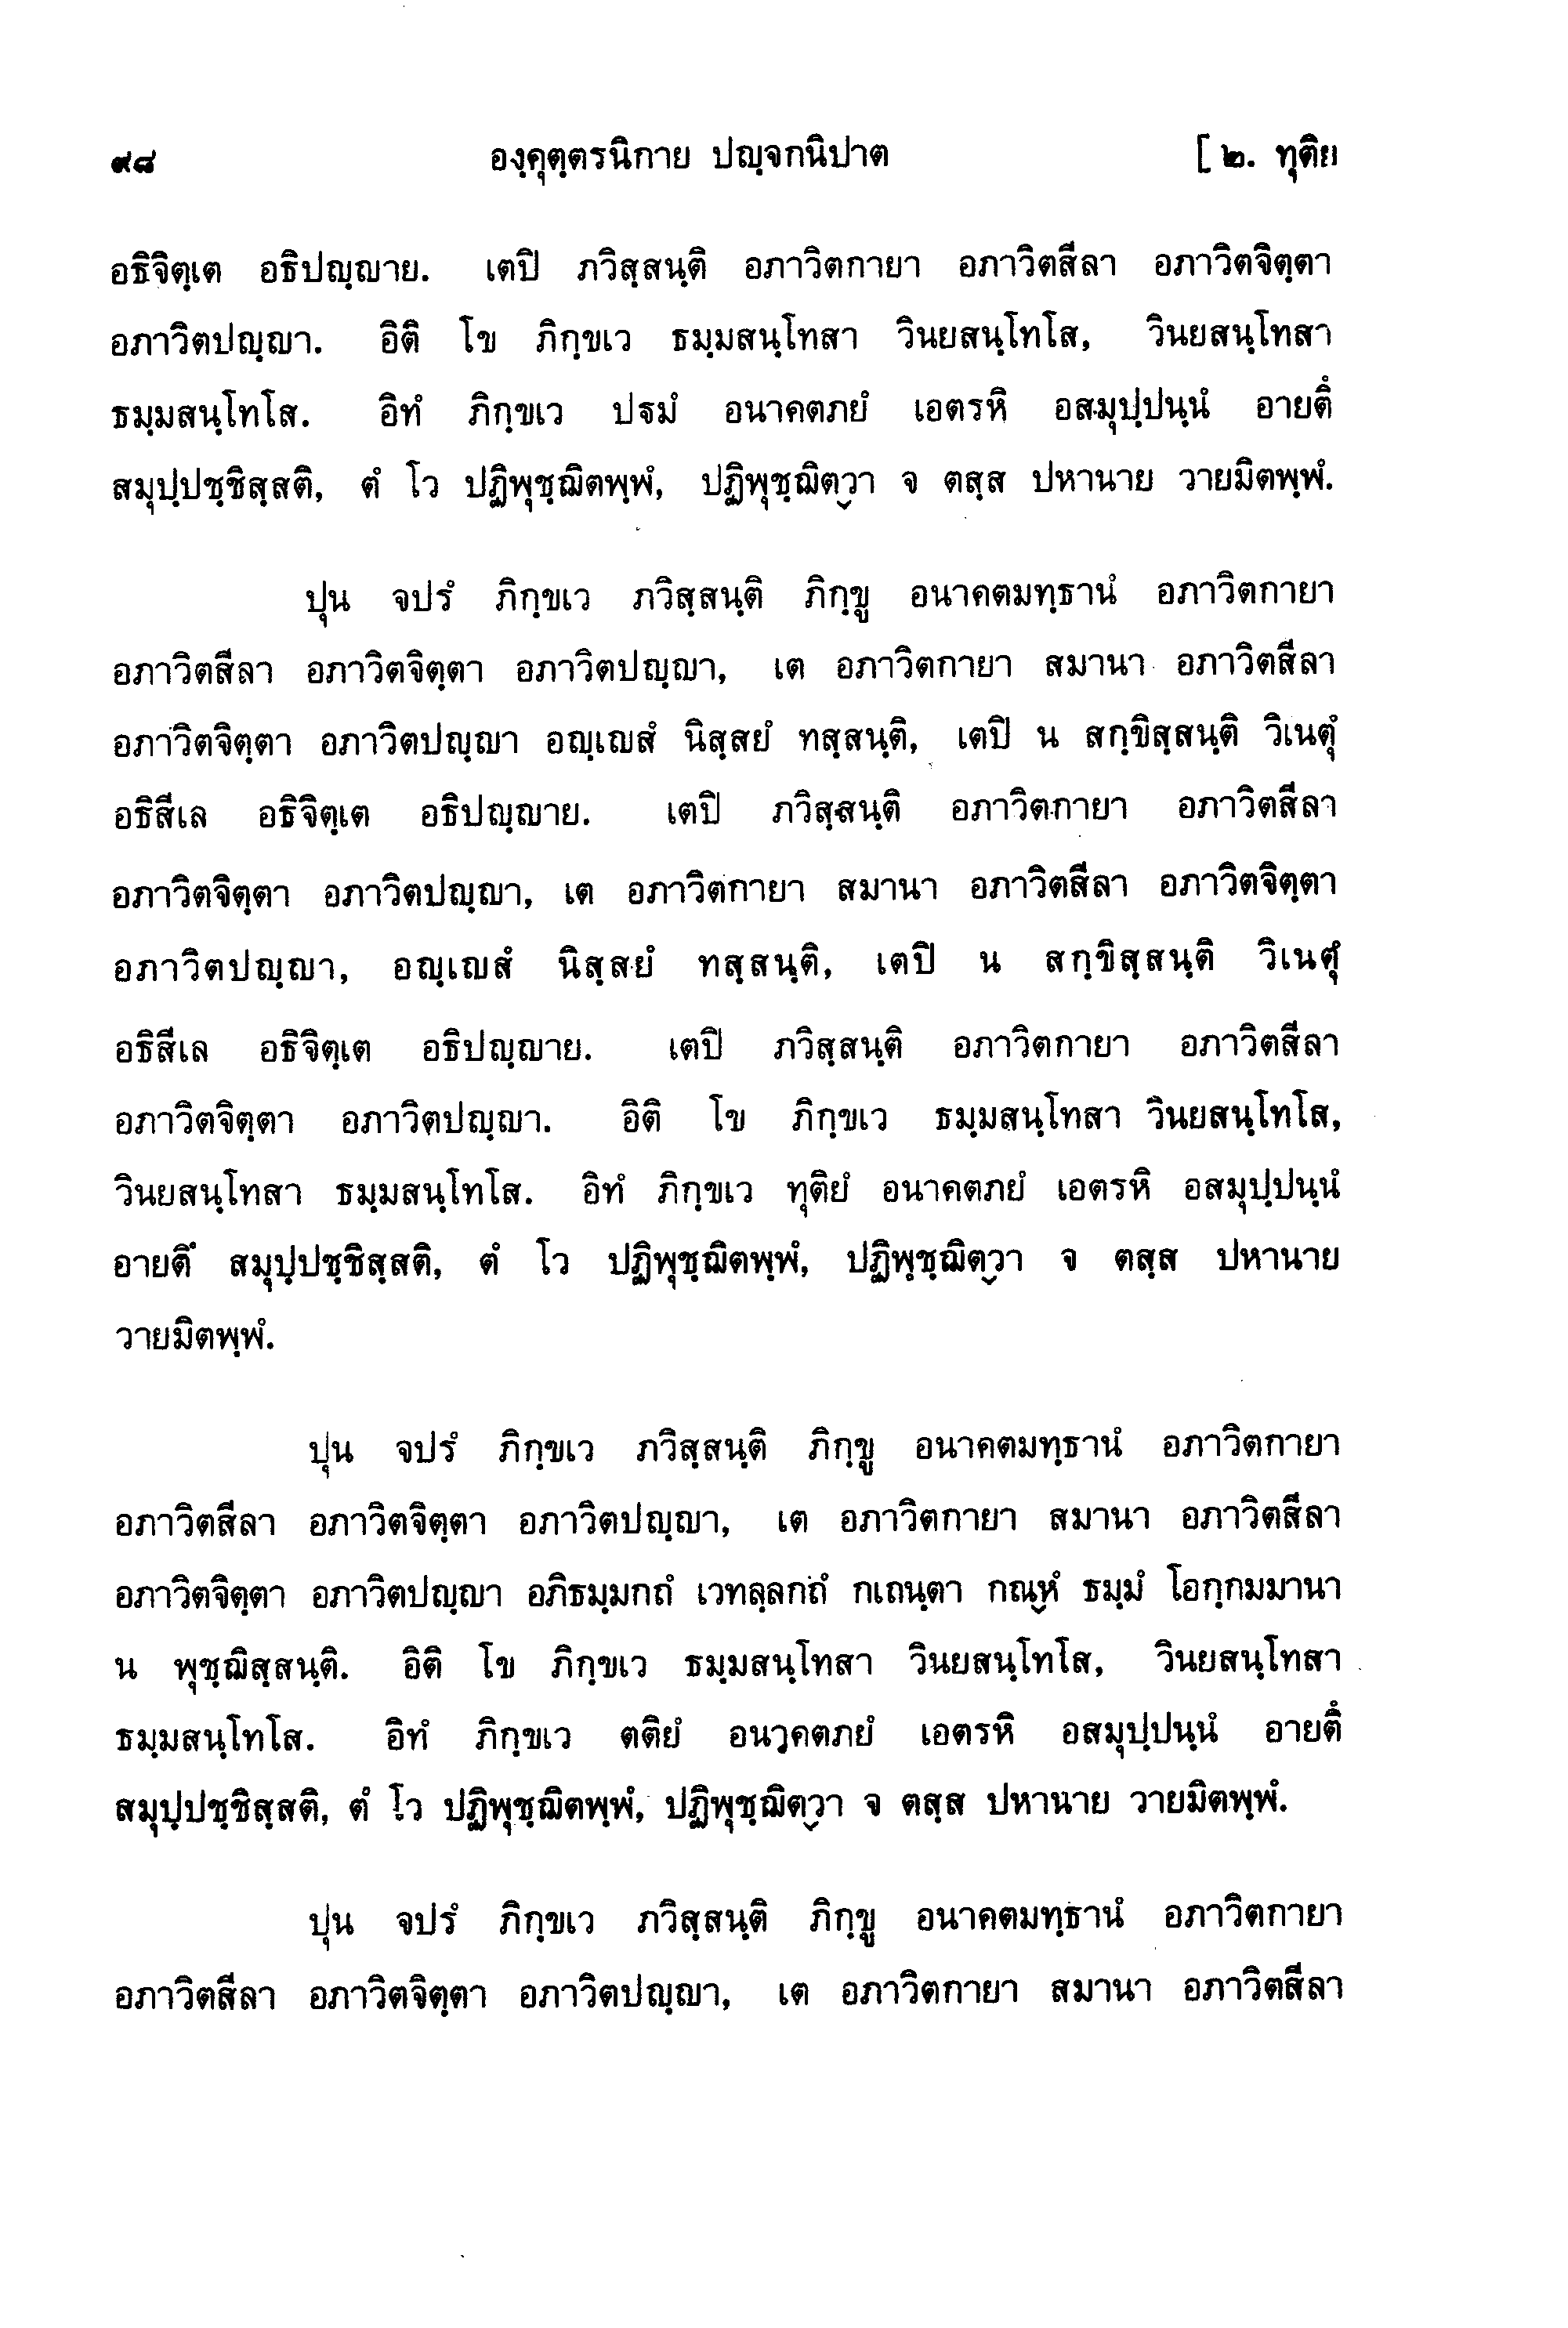 ๙๘ องฺคุตฺตรนิกาย ปญฺจกนิปาต [ ๒. ทุติย
อธิจิตฺเต อธิปญฺญาย. เตปิ ภวิสฺสนฺติ อภาวิตกายา อภาวิตสีลา อภาวิตจิตฺตา
อภาวิตปญฺญา. อิติ โข ภิกฺขเว ธมฺมสนฺโทสา วินยสนฺโทโส, วินยสนฺโทสา
ธมฺมสนฺโทโส. อิทํ ภิกฺขเว ปฐมํ อนาคตภยํ เอตรหิ อสมุปฺปนฺนํ อายตึ
สมุปฺปชฺชิสฺสติ, ตํ โว ปฏิพุชฺฌิตพฺพํ, ปฏิพุชฺฌิตฺวา จ ตสฺส ปหานาย วายมิตพฺพํ.
ปุน จปรํ ภิกฺขเว ภวิสฺสนฺติ ภิกฺขู อนาคตมทฺธานํ อภาวิตกายา
อภาวิตสีลา อภาวิตจิตฺตา อภาวิตปญฺญา, เต อภาวิตกายา สมานา อภาวิตสีลา
อภาวิตจิตฺตา อภาวิตปญฺญา อญฺเญสํ นิสฺสยํ ทสฺสนฺติ, เตปิ น สกฺขิสฺสนฺติ วิเนตุํ
อธิสีเล อธิจิตฺเต อธิปญฺญาย. เตปิ ภวิสฺสนฺติ อภาวิตกายา อภาวิตสีลา
อภาวิตจิตฺตา อภาวิตปญฺญา, เต อภาวิตกายา สมานา อภาวิตสีลา อภาวิตจิตฺตา
อภาวิตปญฺญา, อญฺเญสํ นิสฺสยํ ทสฺสนฺติ, เตปิ น สกฺขิสฺสนฺติ วิเนตุํ
อธิสีเล อธิจิตฺเต อธิปญฺญาย. เตปิ ภวิสฺสนฺติ อภาวิตกายา อภาวิตสีลา
อภาวิตจิตฺตา อภาวิตปญฺญา. อิติ โข ภิกฺขเว ธมฺมสนฺโทสา วินยสนฺโทโส,
วินยสนฺโทสา ธมฺมสนฺโทโส. อิทํ ภิกฺขเว ทุติยํ อนาคตภยํ เอตรหิ อสมุปฺปนฺนํ
อายตึ สมุปฺปชฺชิสฺสติ, ตํ โว ปฏิพุชฺฌิตพฺพํ, ปฏิพุชฺฌิตฺวา จ ตสฺส ปหานาย
วายมิตพฺพํ.
ปุน จปรํ ภิกฺขเว ภวิสฺสนฺติ ภิกฺขู อนาคตมทฺธานํ อภาวิตกายา
อภาวิตสีลา อภาวิตจิตฺตา อภาวิตปญฺญา, เต อภาวิตกายา สมานา อภาวิตสีลา
อภาวิตจิตฺตา อภาวิตปญฺญา อภิธมฺมกถํ เวทลฺลกถํ กเถนฺตา กณฺหํ ธมฺมํ โอกฺกมมานา
น พุชฺฌิสฺสนฺติ. อิติ โข ภิกฺขเว ธมฺมสนฺโทสา วินยสนฺโทโส, วินยสนฺโทสา
ธมฺมสนฺโทโส. อิทํ ภิกฺขเว ตติยํ อนาคตภยํ เอตรหิ อสมุปฺปนฺนํ อายตึ
สมุปฺปชฺชิสฺสติ, ตํ โว ปฏิพุชฺฌิตพฺพํ, ปฏิพุชฺฌิตฺวา จ ตสฺส ปหานาย วายมิตพฺพํ.
ปุน จปรํ ภิกฺขเว ภวิสฺสนฺติ ภิกฺขู อนาคตมทฺธานํ อภาวิตกายา
อภาวิตสีลา อภาวิตจิตฺตา อภาวิตปญฺญา, เต อภาวิตกายา สมานา อภาวิตสีลา